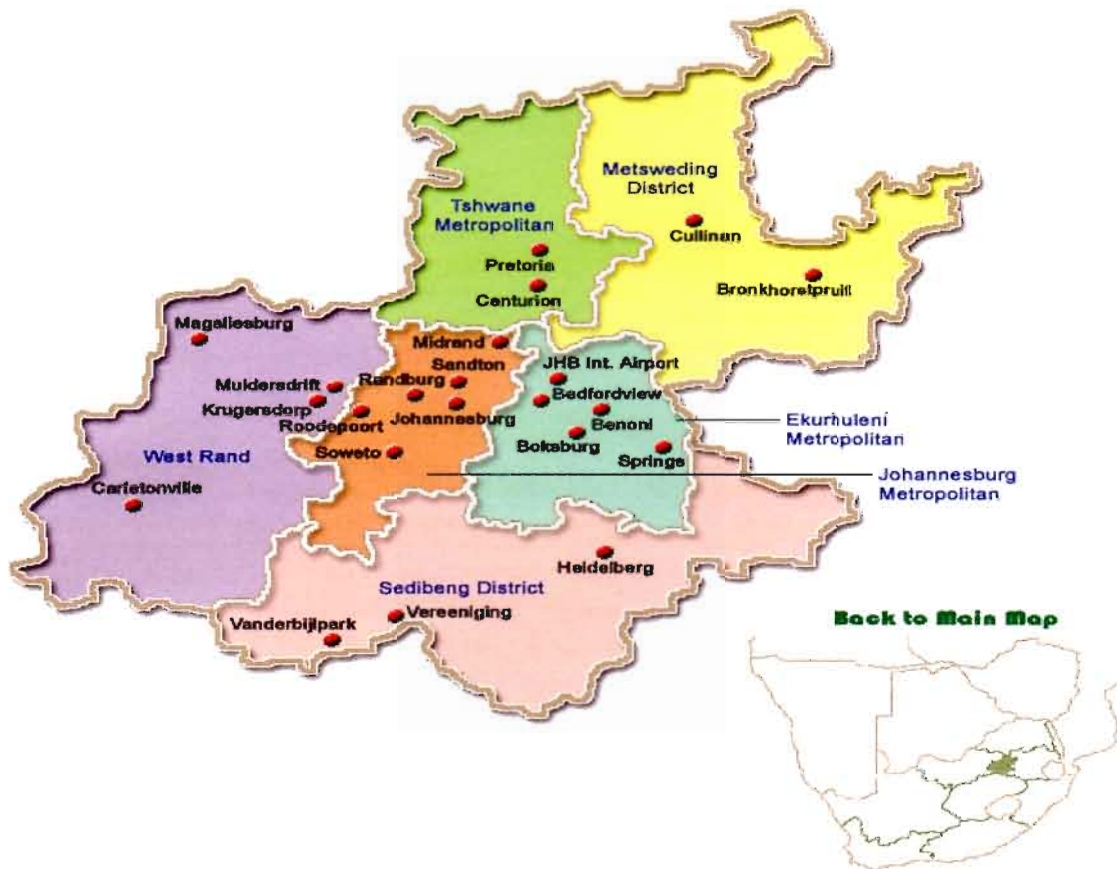 Metsweding
District
Tshwane
Metropolitan
Cullinan
Pretoria
Bronkhorstpruit
Centurion
Magaliesburg
Midrand
Sandton
JHB Int. Airport
Muldersdrift
Randburg
Bedfordview
Krugersdorp
Johannesburg
Benoni
Roodepoort
Ekurhuleni
Metropolitan
Boksburg
West Rand
Soweto
Springs
Johannesburg
Metropolitan
Carletonville
Heidelberg
Sedibeng District
Vereeniging
Vanderbijlpark
Back to Main Map